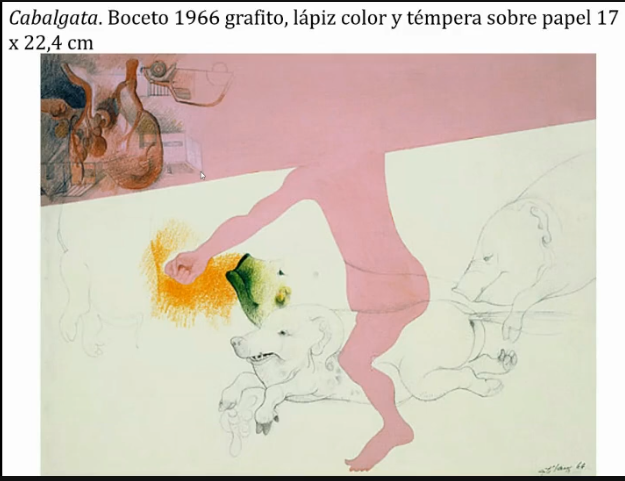 Cabalgata. Boceto 1966 grafito, lápiz color y témpera sobre papel 17
x 22,4 cm